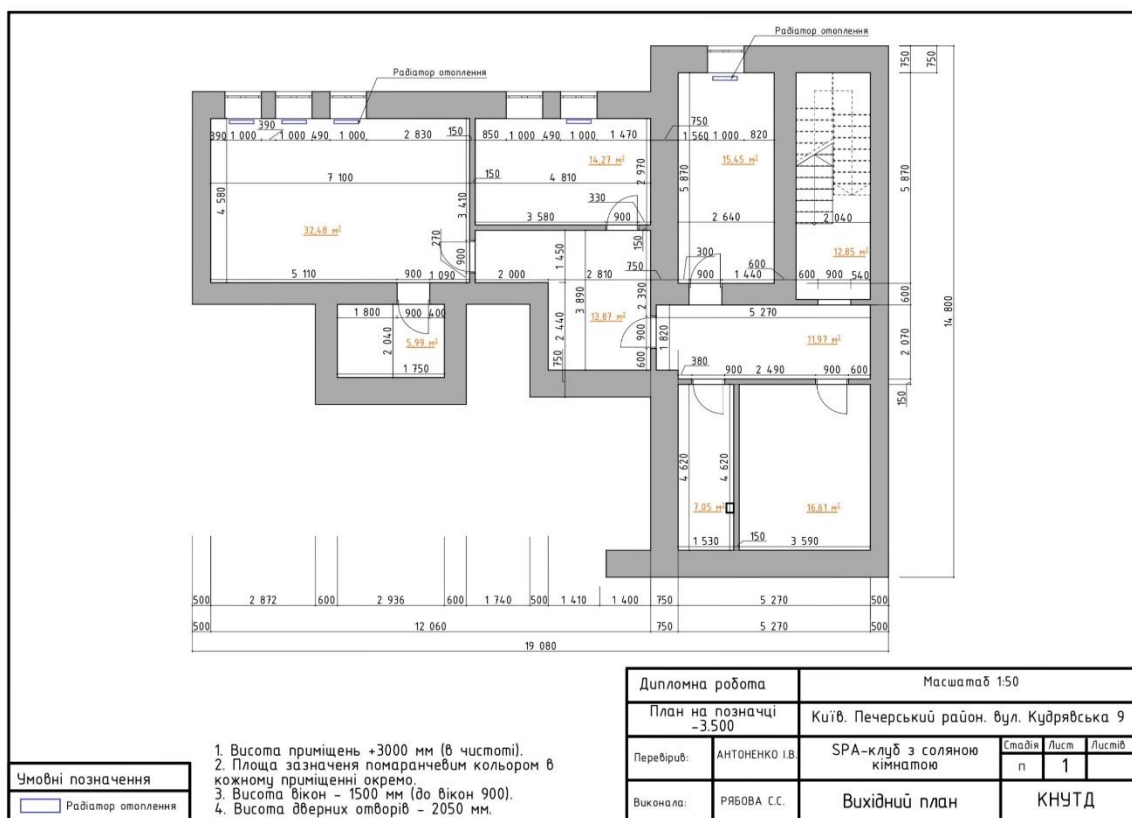 Радіатор отоплення
750
750
Радіатор отоплення
390
390 1 000 1 000 490 1 000 2 830
150
850 1 000 490 1 000 1 470
750
1 560 1 000 820
14,27 м²
15,45 м²
7 100
150
4 810
2 970
5 870
5 870
4 580
3 410
330
3 580 900
2 640
2 040
32,48 м²
270
900
1 450
150
12,85 м²
300
750
600
5 110 900 1 090
2 000 2 810
900 1 440
600 900 540
600
14 800
3 890
2 390
1 800 900 400
5 270
13,87 м²
2 040
5,99 м²
2 440
900
1 820
11,97 м²
2 070
1 750
750
600
380
900 2 490 900 600
150
4 620
4 620
7,05 м²
16,61 м²
1 530
150
3 590
500 2 872 600 2 936 600 1 740 500 1 410 1 400 750 5 270 500
500 12 060 750 5 270 500
19 080
Дипломна робота
Масштаб 1:50
План на позначці
-3.500
Київ. Печерський район. вул. Кудрявська 9
Перевірив:
АНТОНЕНКО І.В.
SPA-клуб з соляною
кімнатою
Стадія Лист Листів
п 1
Виконала:
РЯБОВА С.С.
Вихідний план
КНУТД
1. Висота приміщень +3000 мм (в чистоті).
2. Площа зазначена помаранчевим кольором в
кожному приміщенні окремо.
3. Висота вікон - 1500 мм (до вікон 900).
4. Висота дверних отворів - 2050 мм.
Умовні позначення
Радіатор отоплення